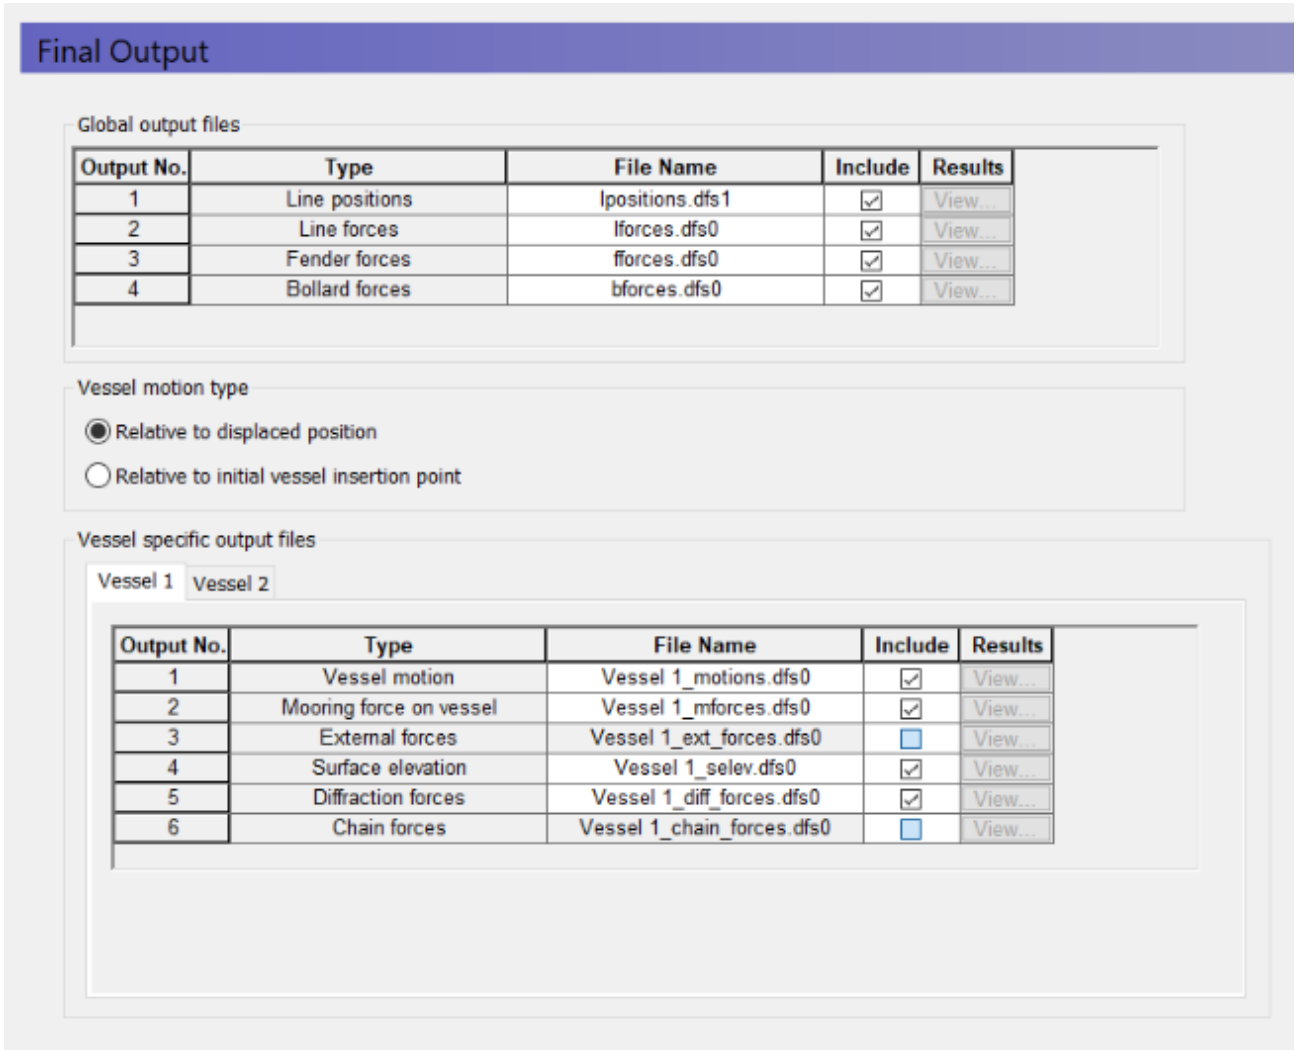 Final Output
Global output files
Output No. Type File Name Include Results
1 Line positions lpositions.dfs1 View...
2 Line forces lforces.dfs0 View...
3 Fender forces fforces.dfs0 View...
4 Bollard forces bforces.dfs0 View...
Vessel motion type
Relative to displaced position
Relative to initial vessel insertion point
Vessel specific output files
Vessel 1 Vessel 2
Output No. Type File Name Include Results
1 Vessel motion Vessel 1_motions.dfs0 View...
2 Mooring force on vessel Vessel 1_mforces.dfs0 View...
3 External forces Vessel 1_ext_forces.dfs0 View...
4 Surface elevation Vessel 1_selev.dfs0 View...
5 Diffraction forces Vessel 1_diff_forces.dfs0 View...
6 Chain forces Vessel 1_chain_forces.dfs0 View...